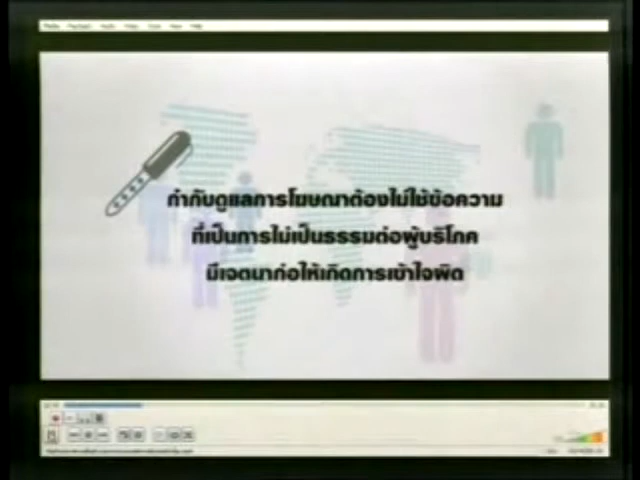 กำกับดูแลการโฆษณาต้องไม่ใช้ข้อความ
ที่เป็นการไม่เป็นธรรมต่อผู้บริโภค
มีเจตนาก่อให้เกิดการเข้าใจผิด